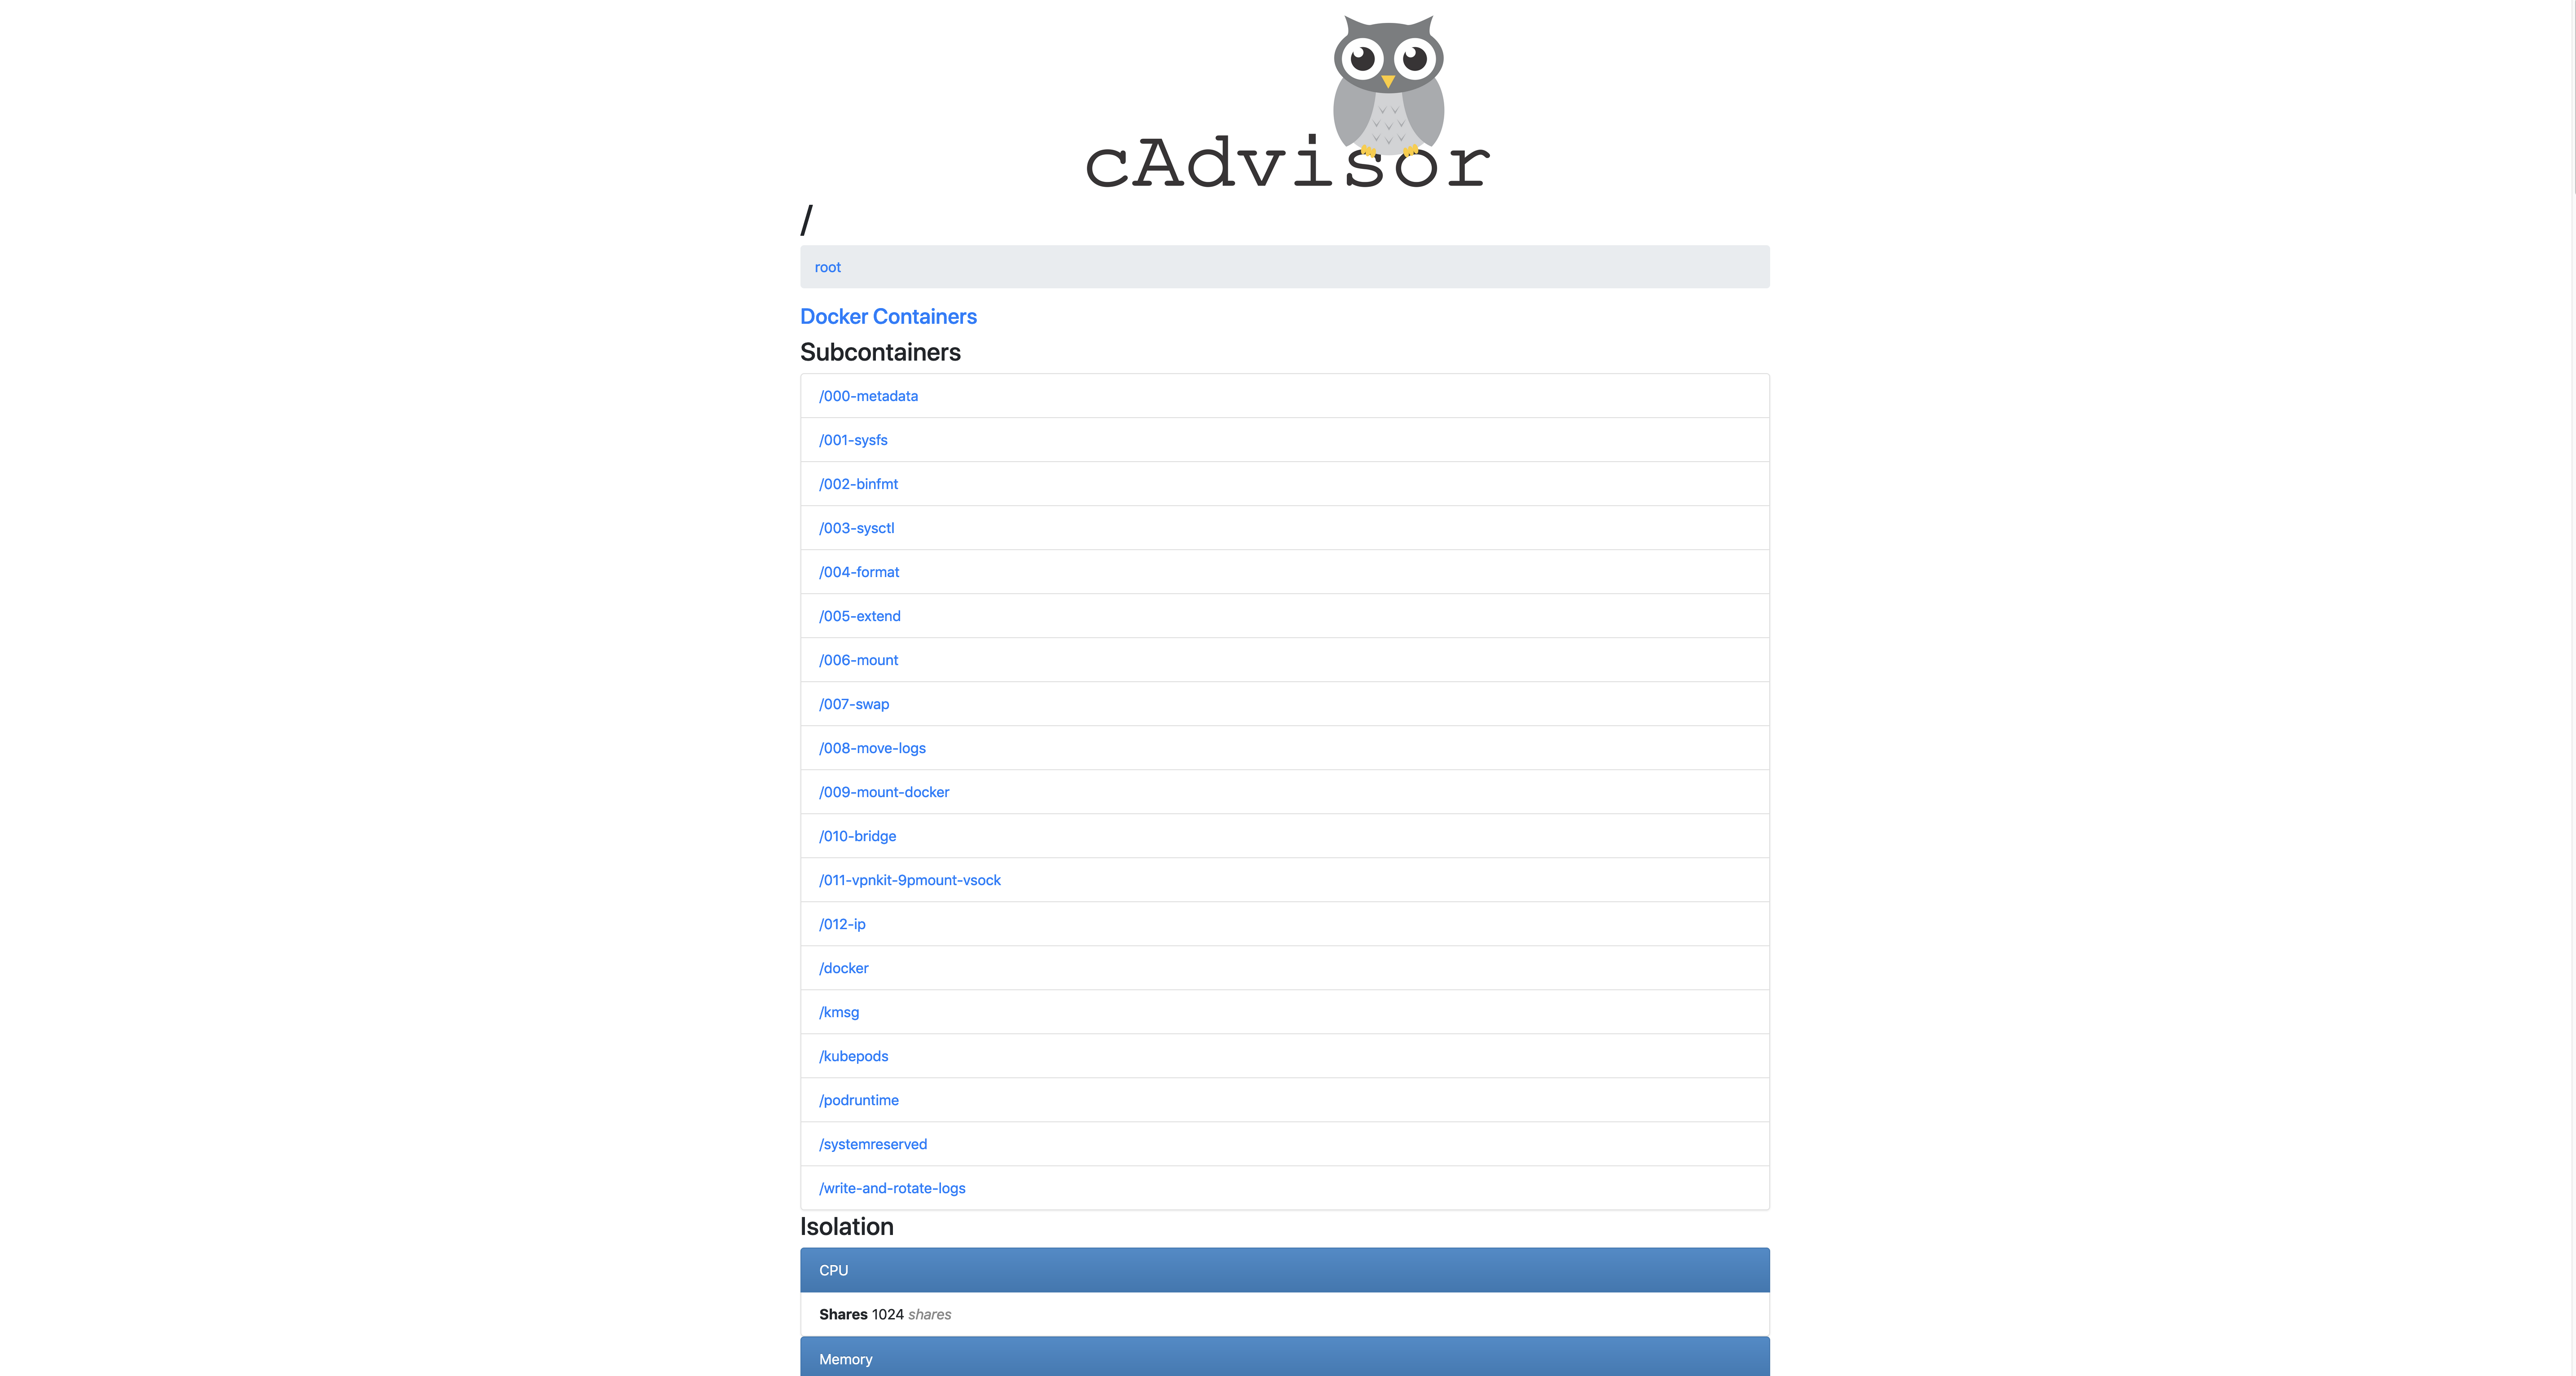 cAdvisor
/
root
Docker Containers
Subcontainers
/000-metadata
/001-sysfs
/002-binfmt
/003-sysctl
/004-format
/005-extend
/006-mount
/007-swap
/008-move-logs
/009-mount-docker
/010-bridge
/011-vpnkit-9pmount-vsock
/012-ip
/docker
/kmsg
/kubepods
/podruntime
/systemreserved
/write-and-rotate-logs
Isolation
CPU
Shares 1024 shares
Memory